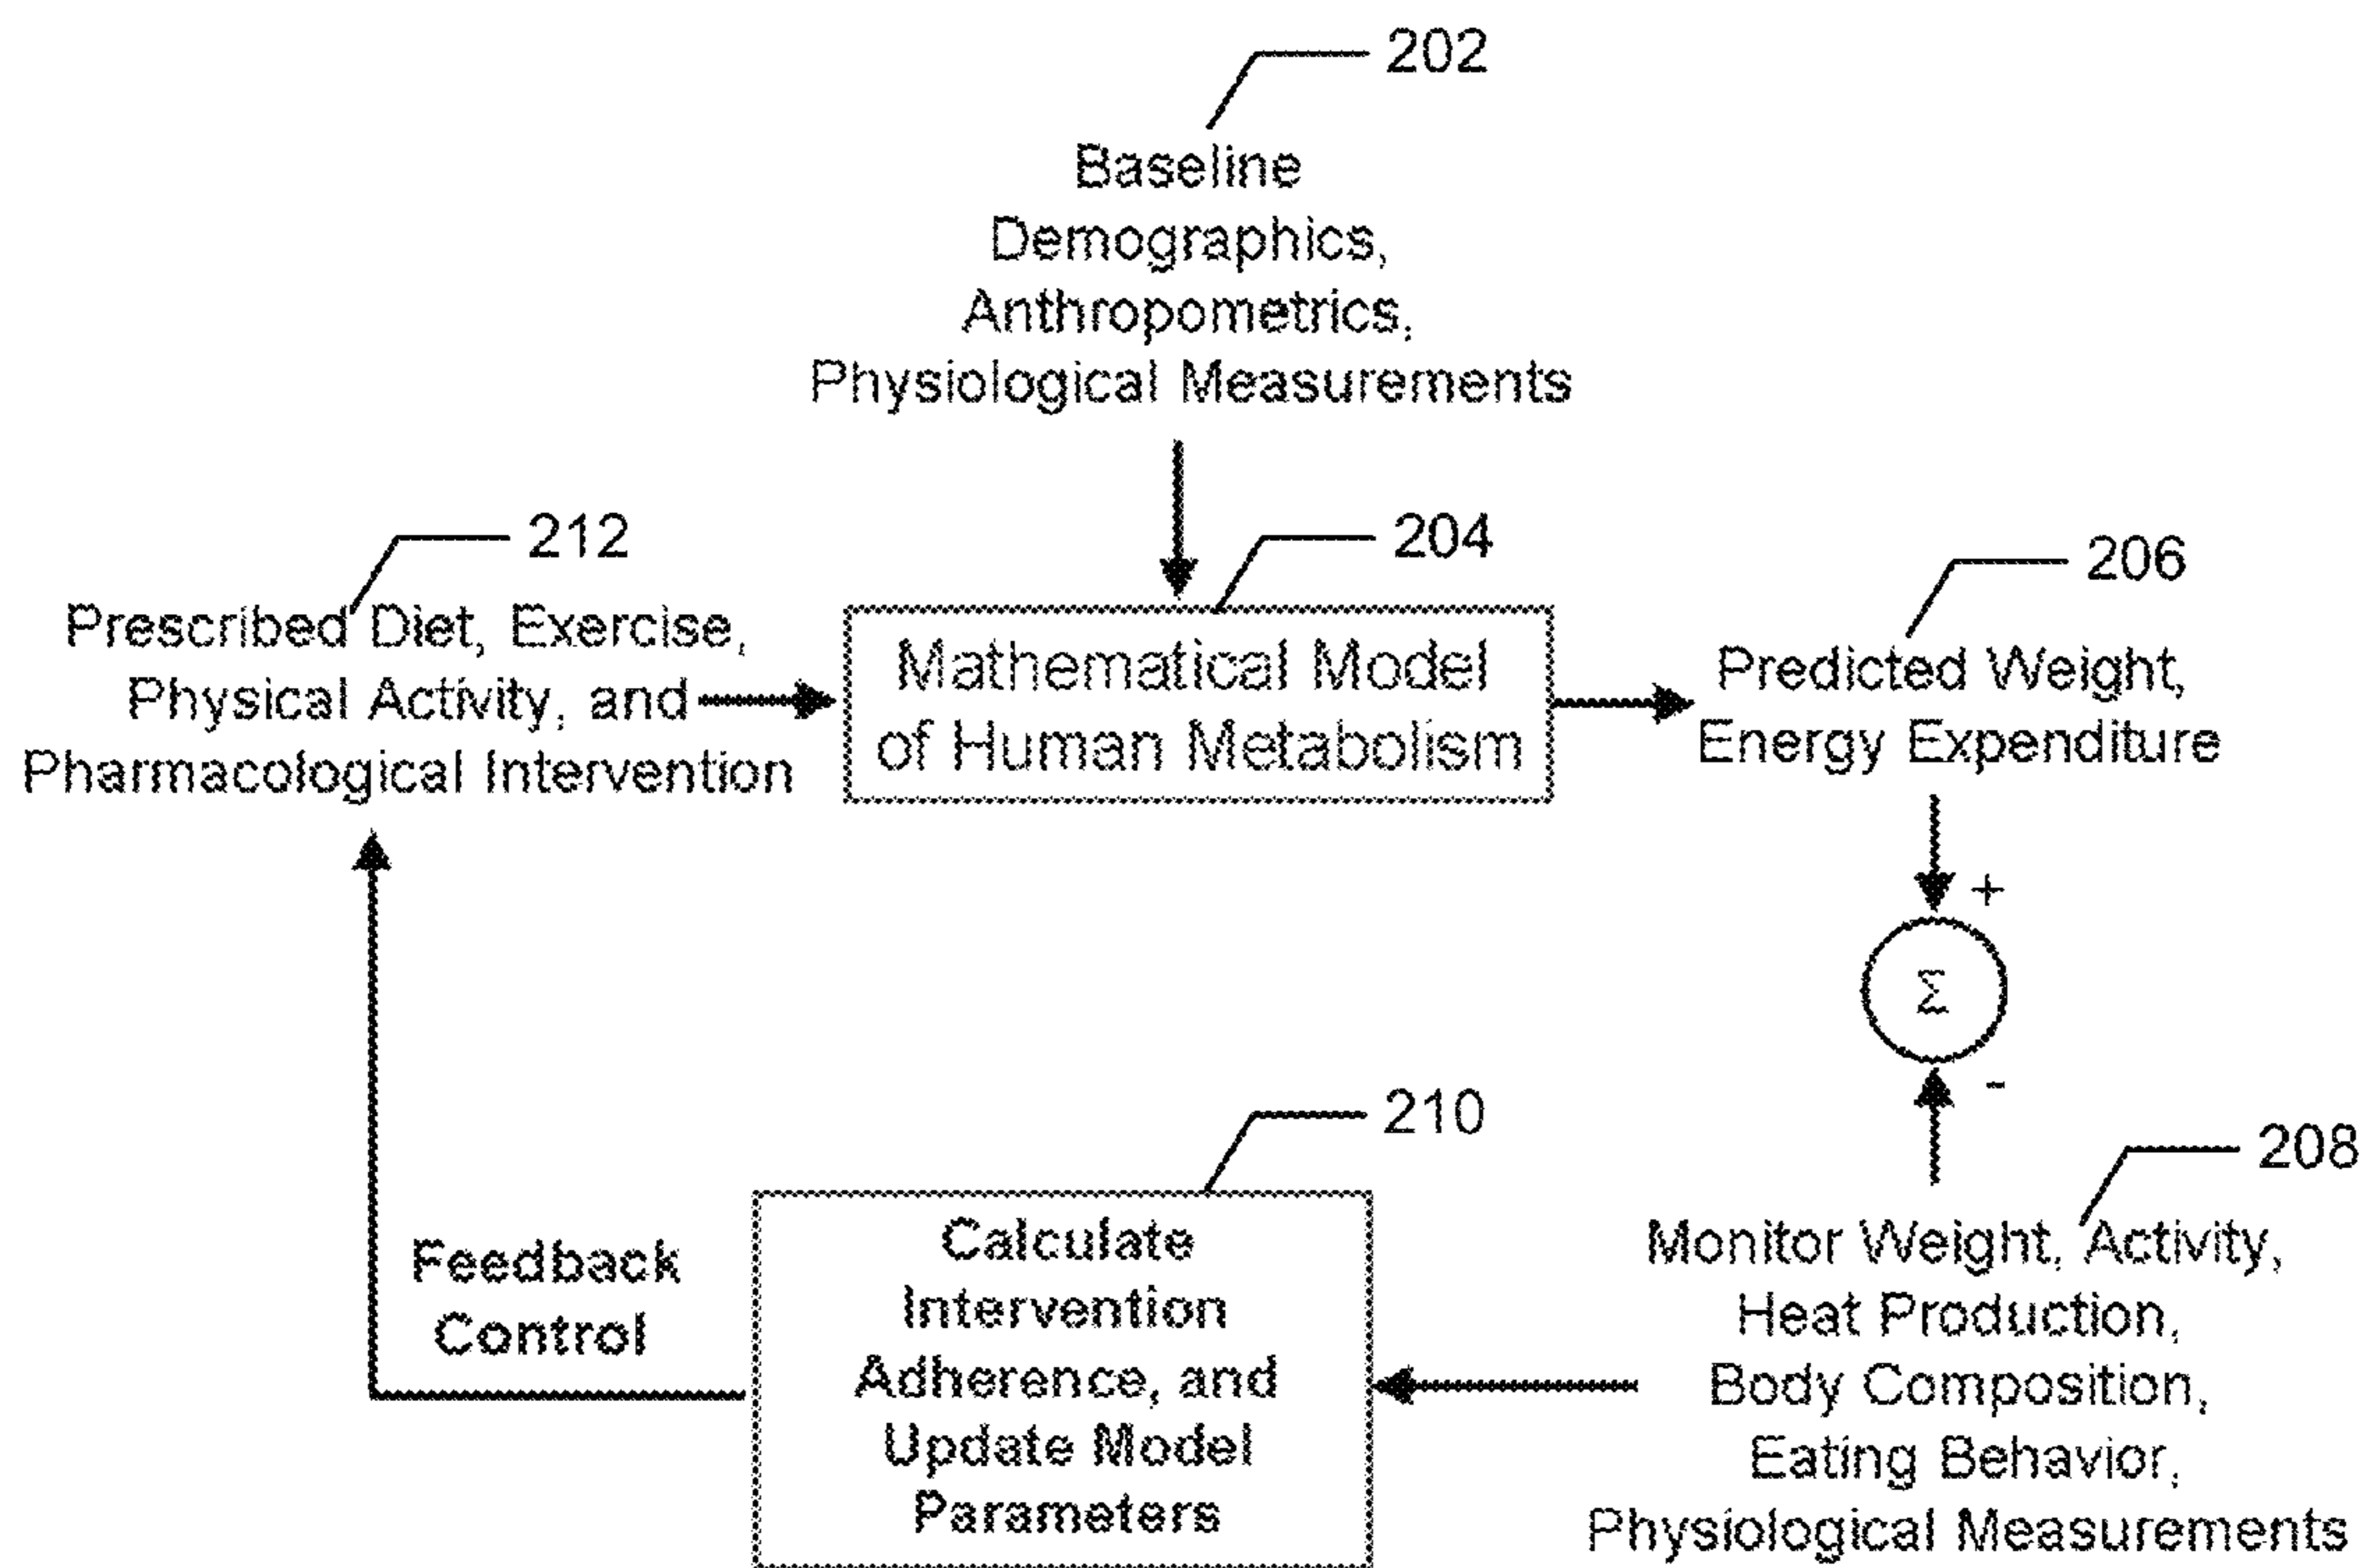 202
Baseline
Demographics,
Anthropometrics,
Physiological Measurements
212
Prescribed Diet, Exercise,
Physical Activity, and
Pharmacological Intervention
204
Mathematical Model
of Human Metabolism
206
Predicted Weight,
Energy Expenditure
+
Σ
-
208
Monitor Weight, Activity,
Heat Production,
Body Composition,
Eating Behavior,
Physiological Measurements
210
Calculate
Intervention
Adherence, and
Update Model
Parameters
Feedback
Control